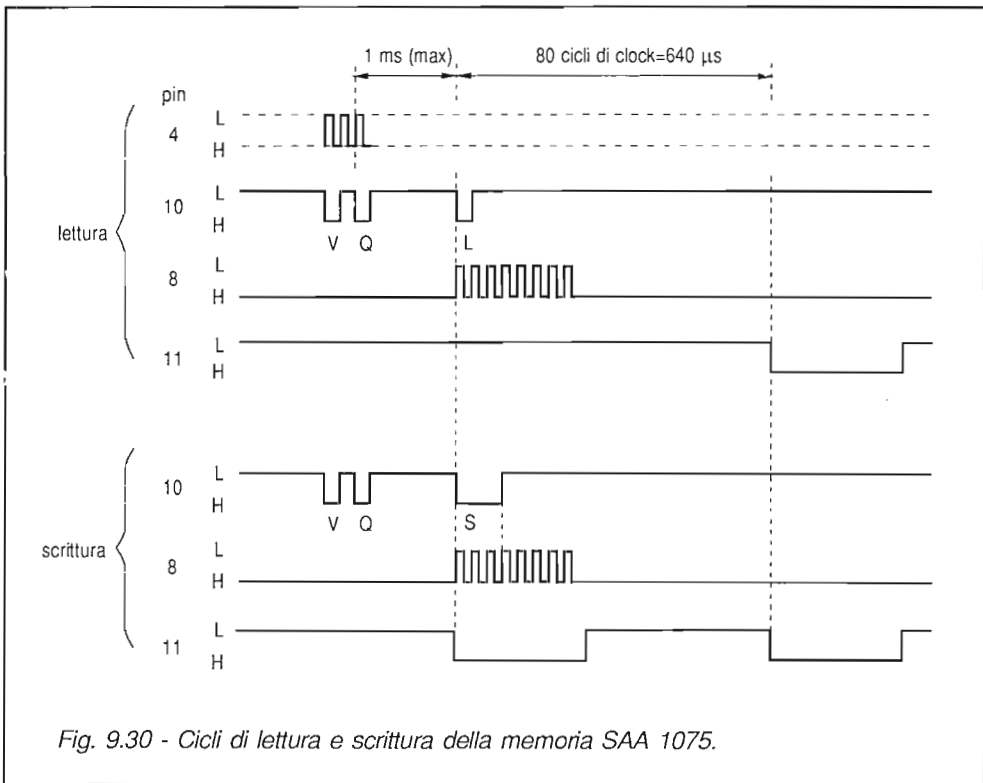 1 ms (max) 80 cicli di clock=640 µs
pin
L
4
H
L
10
H
V Q L
lettura
L
8
H
L
11
H
L
10
H
V Q S
scrittura
L
8
H
L
11
H
Fig. 9.30 - Cicli di lettura e scrittura della memoria SAA 1075.